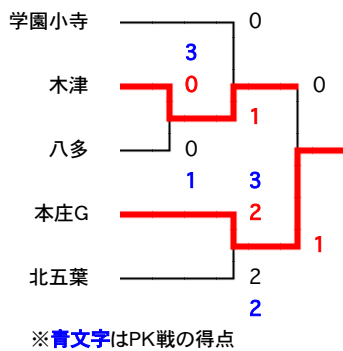 学園小寺 0
3
木津 0 0
1
八多 0
1 3
本庄G 2
1
北五葉 2
2
※青文字はPK戦の得点